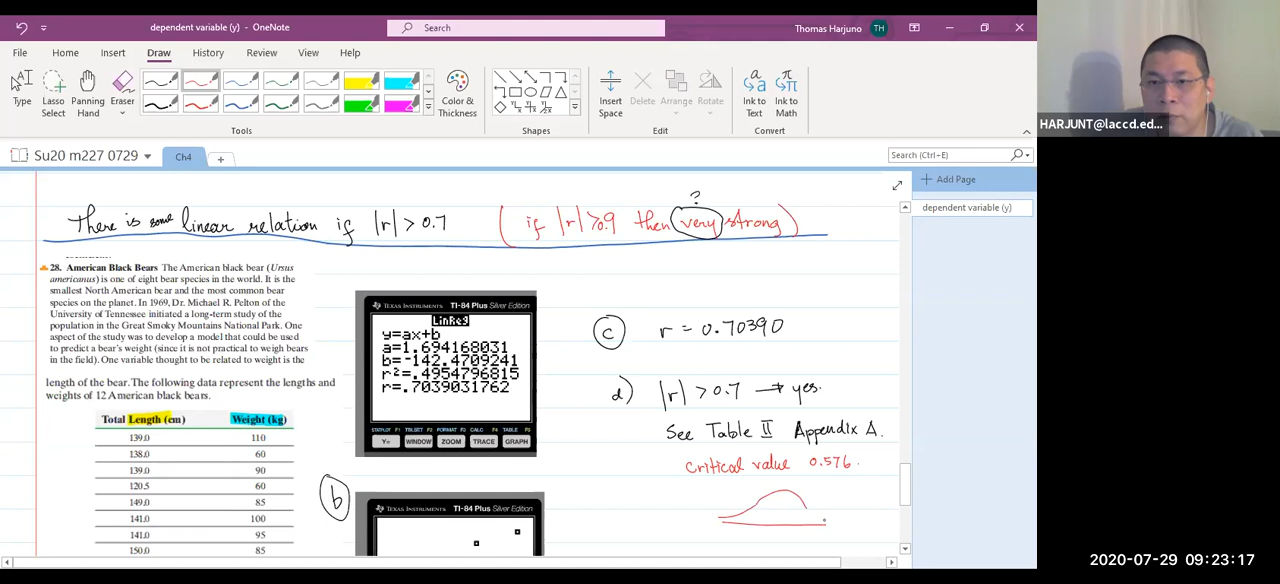 dependent variable (y) - OneNote
Search
Thomas Harjuno
TH
File
Home
Insert
Draw
History
Review
View
Help
Type
Lasso Select
Panning Hand
Eraser
Color & Thickness
Insert Space
Delete
Arrange
Rotate
Ink to Text
Ink to Math
Tools
Shapes
Edit
Convert
HARJUNT@laccd.ed...
Su20 m227 0729
Ch4
Search (Ctrl+E)
Add Page
dependent variable (y)
?
There is some linear relation if |r| > 0.7 (if |r| > 0.9 then very strong)
28. American Black Bears The American black bear (Ursus
americanus) is one of eight bear species in the world. It is the
smallest North American bear and the most common bear
species on the planet. In 1969, Dr. Michael R. Pelton of the
University of Tennessee initiated a long-term study of the
population in the Great Smoky Mountains National Park. One
aspect of the study was to develop a model that could be used
to predict a bear's weight (since it is not practical to weigh bears
in the field). One variable thought to be related to weight is the
length of the bear. The following data represent the lengths and
weights of 12 American black bears.
Total Length (cm) Weight (kg)
139.0 110
138.0 60
139.0 90
120.5 60
149.0 85
141.0 100
141.0 95
150.0 85
TEXAS INSTRUMENTS TI-84 Plus Silver Edition
LinReg
y=ax+b
a=1.694168031
b=-142.4709241
r²=.4954796815
r=.7039031762
STATPLOT F1 TBLSET F2 FORMAT F3 CALC F4 TABLE F5
Y= WINDOW ZOOM TRACE GRAPH
b
TEXAS INSTRUMENTS TI-84 Plus Silver Edition
c r = 0.70390
d) |r| > 0.7 → yes.
See Table II Appendix A.
Critical value 0.576.
2020-07-29 09:23:17